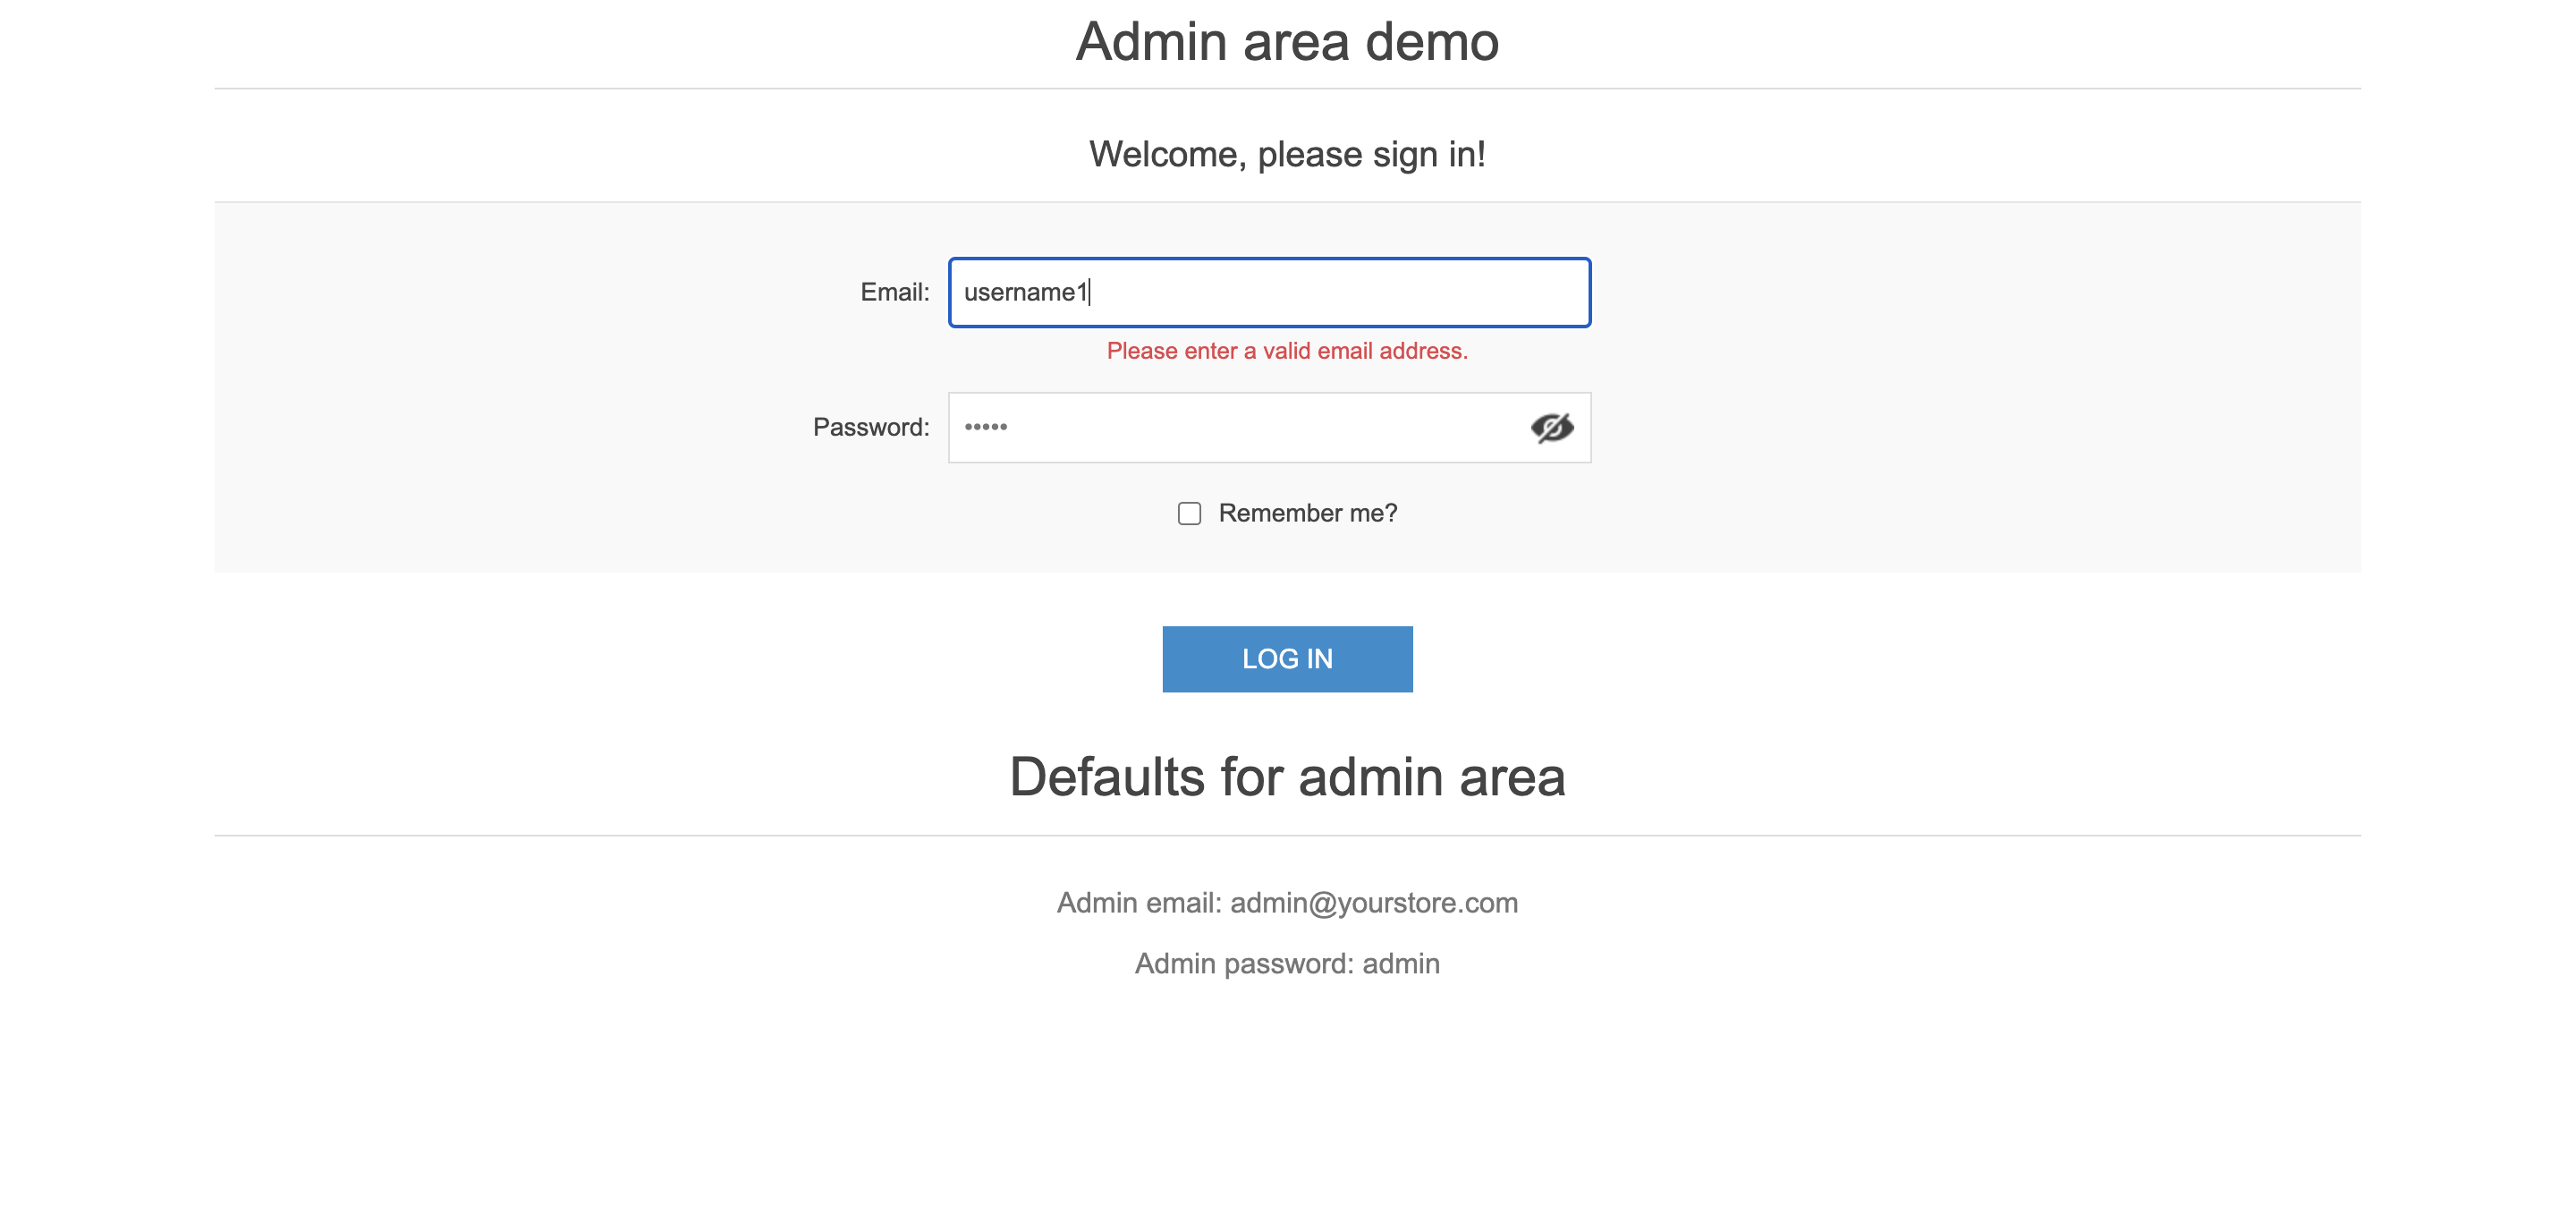 Admin area demo
Welcome, please sign in!
Email: username1
Please enter a valid email address.
Password: •••••
Remember me?
LOG IN
Defaults for admin area
Admin email: admin@yourstore.com
Admin password: admin